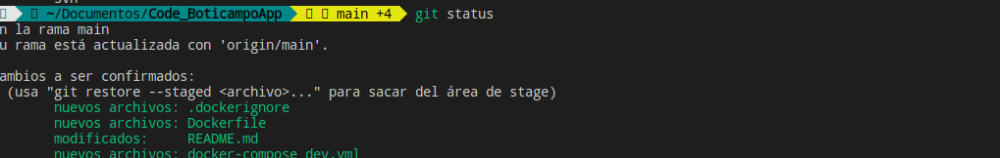 ~/Documentos/Code_BoticampoApp main +4 git status
n la rama main
u rama está actualizada con 'origin/main'.
ambios a ser confirmados:
(usa "git restore --staged <archivo>..." para sacar del área de stage)
nuevos archivos: .dockerignore
nuevos archivos: Dockerfile
modificados: README.md
nuevos archivos: docker-compose dev.yml